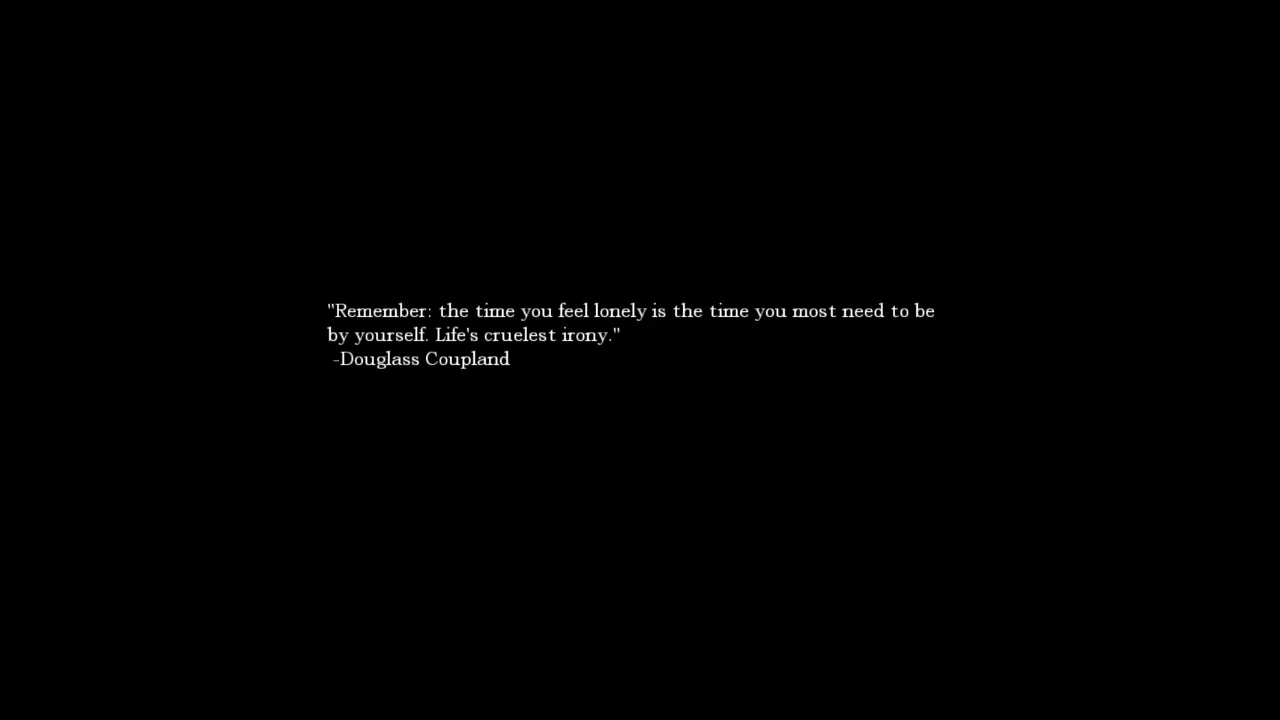 "Remember: the time you feel lonely is the time you most need to be
by yourself. Life's cruelest irony."
-Douglass Coupland